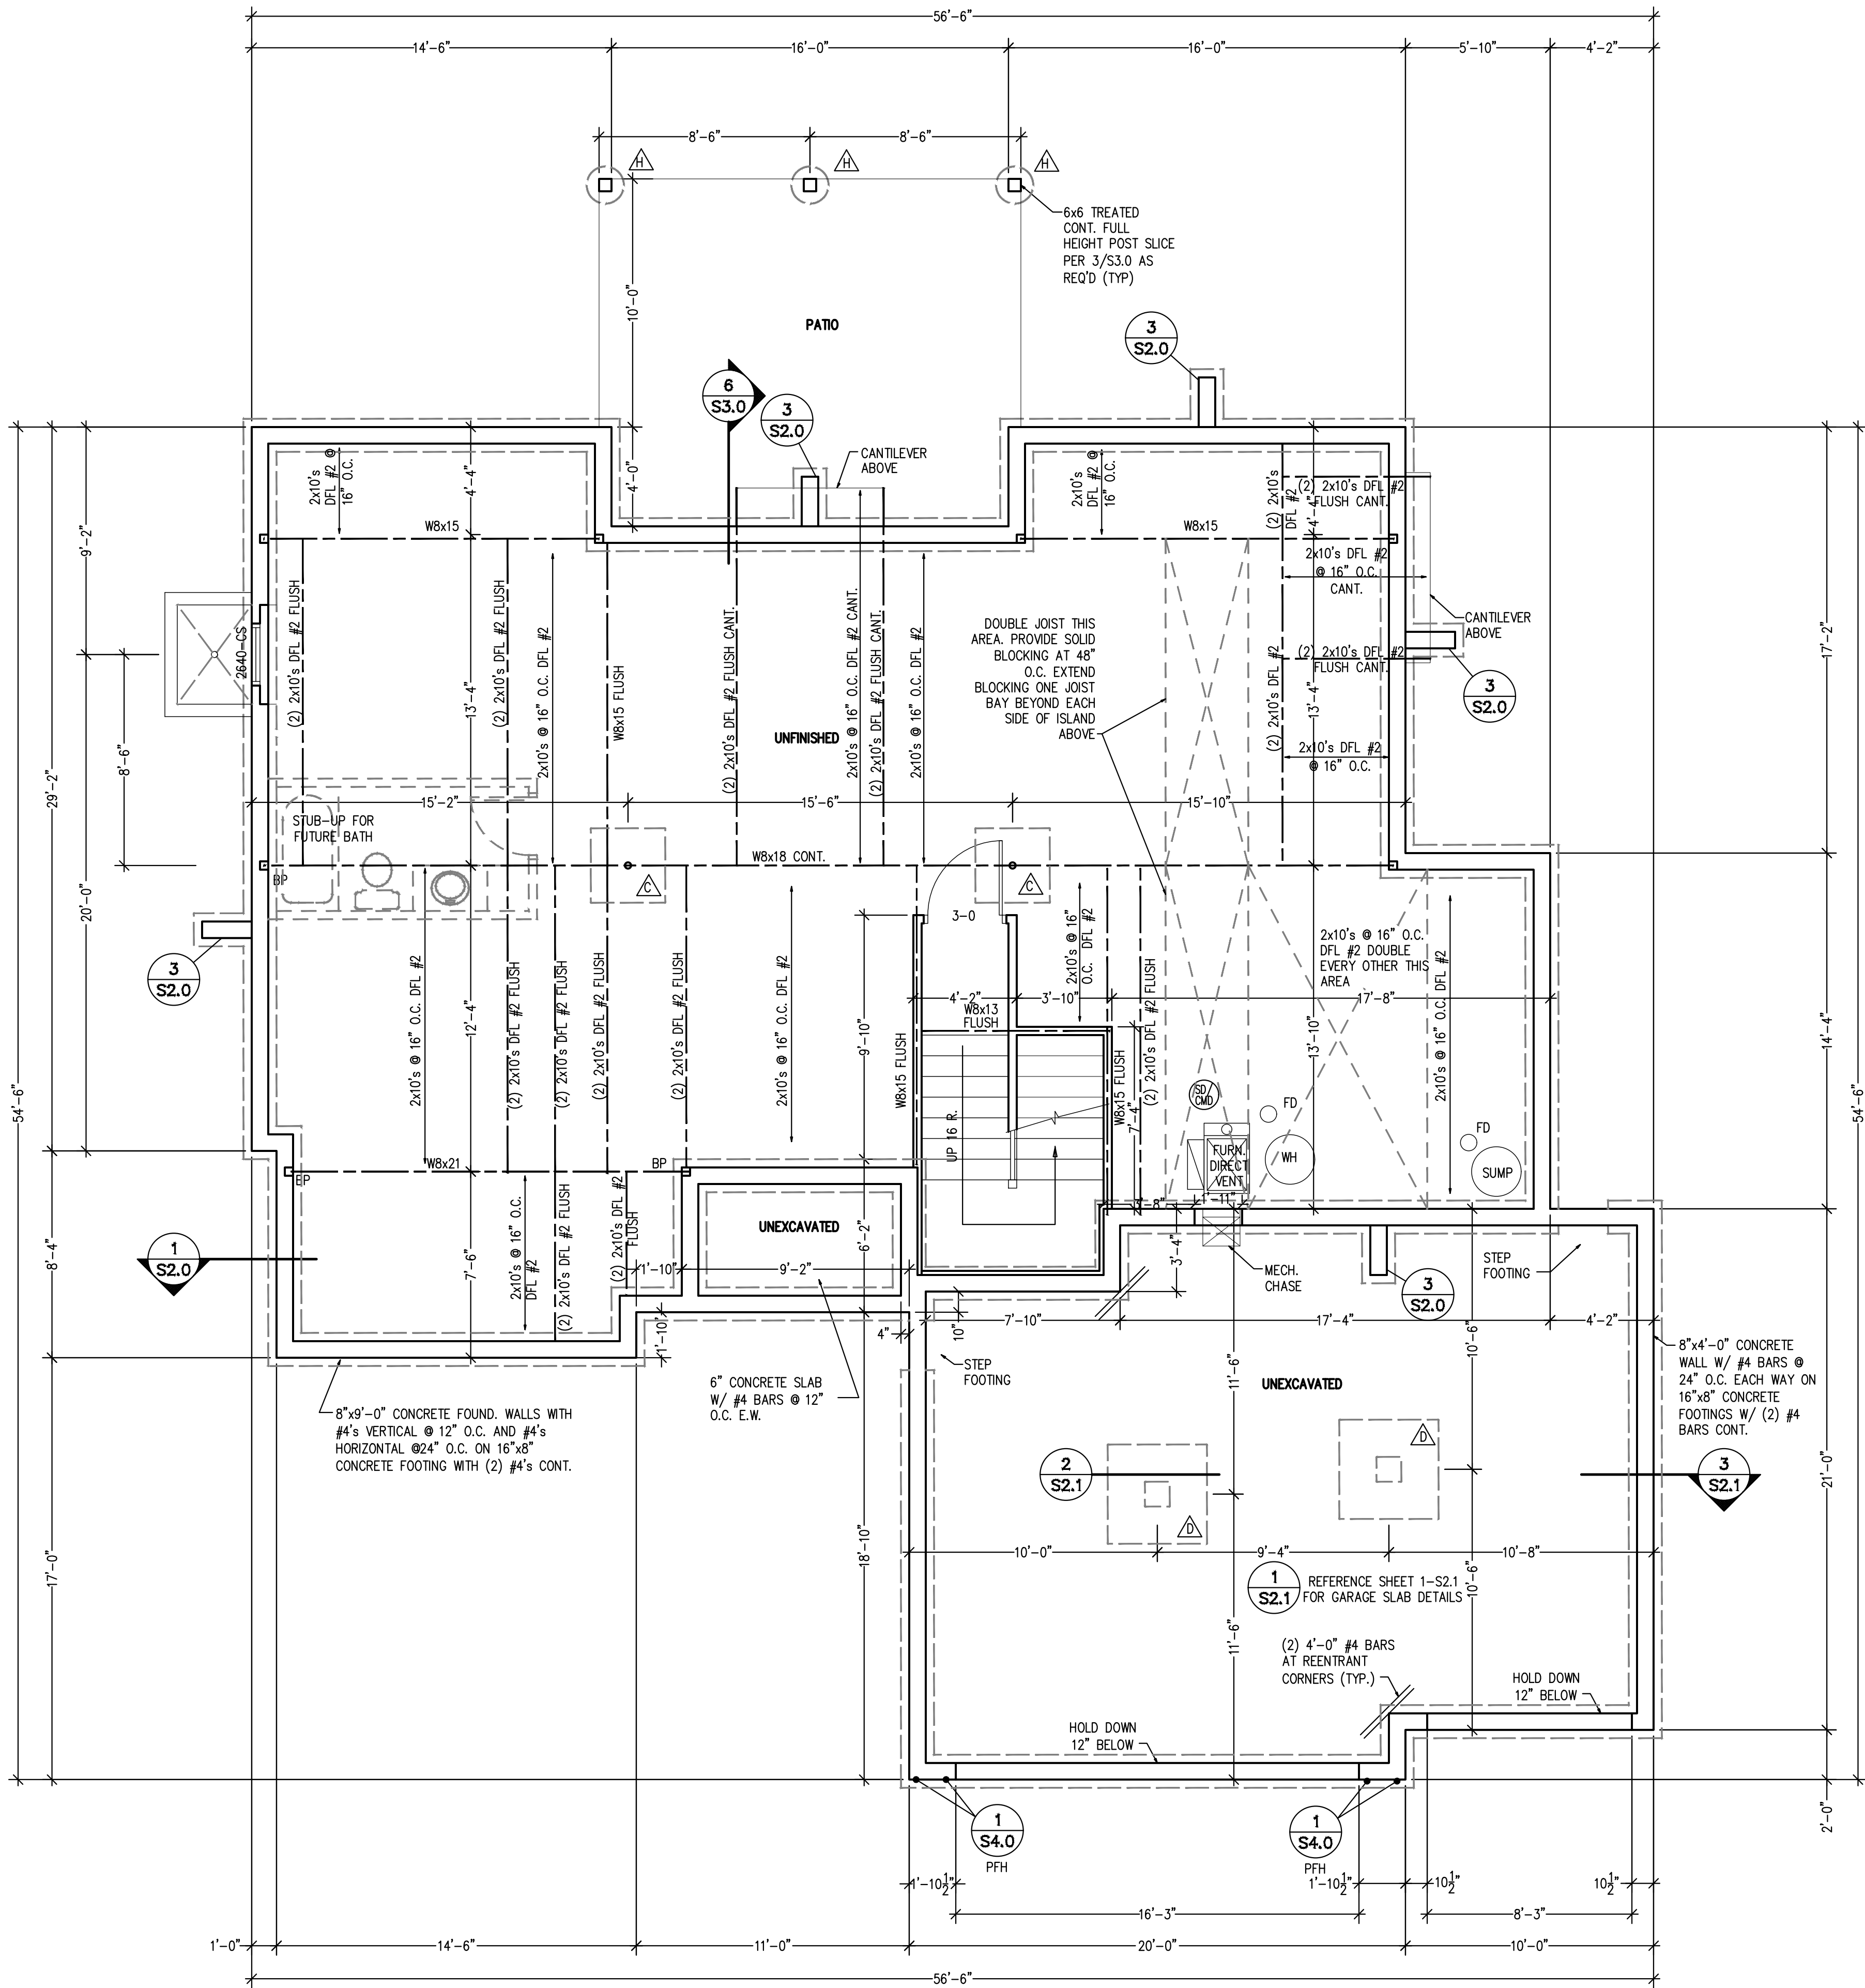 56'-6"
14'-6"
16'-0"
16'-0"
5'-10"
4'-2"
8'-6"
8'-6"
H
H
H
6x6 TREATED
CONT. FULL
HEIGHT POST SLICE
PER 3/S3.0 AS
REQ'D (TYP)
10'-0"
PATIO
3
S2.0
6
S3.0
3
S2.0
CANTILEVER
ABOVE
4'-0"
4'-4"
2x10's
DFL #2 @
16" O.C.
2x10's
DFL #2 @
16" O.C.
(2) 2x10's
DFL #2
(2) 2x10's DFL #2
FLUSH CANT.
4'-4"
W8x15
W8x15
2x10's DFL #2
@ 16" O.C.
CANT.
9'-2"
CANTILEVER
ABOVE
2640-CS
(2) 2x10's DFL #2 FLUSH
(2) 2x10's DFL #2 FLUSH
2x10's @ 16" O.C. DFL #2
W8x15 FLUSH
(2) 2x10's DFL #2 FLUSH CANT.
2x10's @ 16" O.C. DFL #2 CANT.
(2) 2x10's DFL #2 FLUSH CANT.
2x10's @ 16" O.C. DFL #2
DOUBLE JOIST THIS
AREA. PROVIDE SOLID
BLOCKING AT 48"
O.C. EXTEND
BLOCKING ONE JOIST
BAY BEYOND EACH
SIDE OF ISLAND
ABOVE
(2) 2x10's DFL #2
(2) 2x10's DFL #2
FLUSH CANT.
3
S2.0
17'-2"
13'-4"
13'-4"
UNFINISHED
2x10's DFL #2
@ 16" O.C.
8'-6"
29'-2"
15'-2"
15'-6"
15'-10"
STUB-UP FOR
FUTURE BATH
W8x18 CONT.
BP
C
C
20'-0"
3-0
3
S2.0
2x10's @ 16" O.C. DFL #2
12'-4"
(2) 2x10's DFL #2 FLUSH
(2) 2x10's DFL #2 FLUSH
(2) 2x10's DFL #2 FLUSH
(2) 2x10's DFL #2 FLUSH
2x10's @ 16" O.C. DFL #2
9'-10"
W8x15 FLUSH
4'-2"
3'-10"
17'-8"
W8x13
FLUSH
2x10's @ 16"
O.C. DFL #2
(2) 2x10's DFL #2 FLUSH
W8x15 FLUSH
7'-4"
2x10's @ 16" O.C.
DFL #2 DOUBLE
EVERY OTHER THIS
AREA
2x10's @ 16" O.C. DFL #2
13'-10"
14'-4"
54'-6"
54'-6"
SD/
CMD
FD
FD
UP 16 R.
FURN.
DIRECT
VENT
WH
SUMP
W8x21
BP
BP
3'-8"
1'-11"
2x10's @ 16" O.C.
DFL #2
(2) 2x10's DFL #2 FLUSH
(2) 2x10's DFL #2
FLUSH
7'-6"
UNEXCAVATED
6'-2"
1'-10"
9'-2"
3'-4"
MECH.
CHASE
STEP
FOOTING
3
S2.0
1
S2.0
8'-4"
1'-10"
4"
10"
7'-10"
17'-4"
4'-2"
10'-6"
STEP
FOOTING
11'-6"
UNEXCAVATED
8"x4'-0" CONCRETE
WALL W/ #4 BARS @
24" O.C. EACH WAY ON
16"x8" CONCRETE
FOOTINGS W/ (2) #4
BARS CONT.
6" CONCRETE SLAB
W/ #4 BARS @ 12"
O.C. E.W.
8"x9'-0" CONCRETE FOUND. WALLS WITH
#4's VERTICAL @ 12" O.C. AND #4's
HORIZONTAL @24" O.C. ON 16"x8"
CONCRETE FOOTING WITH (2) #4's CONT.
D
D
2
S2.1
3
S2.1
21'-0"
17'-0"
18'-10"
10'-0"
9'-4"
10'-8"
1
S2.1
REFERENCE SHEET 1-S2.1
FOR GARAGE SLAB DETAILS
10'-6"
11'-6"
(2) 4'-0" #4 BARS
AT REENTRANT
CORNERS (TYP.)
HOLD DOWN
12" BELOW
HOLD DOWN
12" BELOW
2'-0"
1
S4.0
PFH
1
S4.0
PFH
1'-10½"
1'-10½"
10½"
10½"
16'-3"
8'-3"
1'-0"
14'-6"
11'-0"
20'-0"
10'-0"
56'-6"